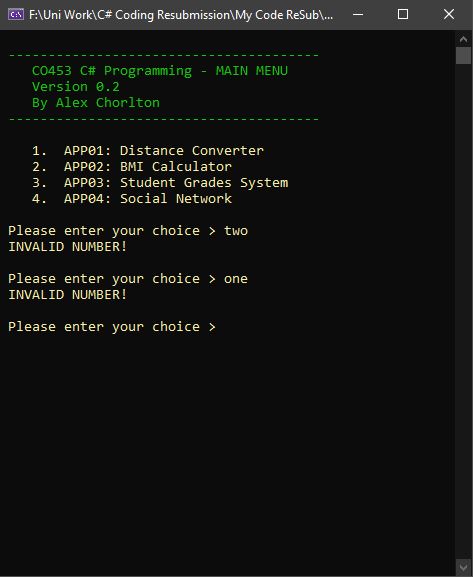 F:\Uni Work\C# Coding Resubmission\My Code ReSub\...
------------------------------------
CO453 C# Programming - MAIN MENU
Version 0.2
By Alex Chorlton
------------------------------------
1. APP01: Distance Converter
2. APP02: BMI Calculator
3. APP03: Student Grades System
4. APP04: Social Network
Please enter your choice > two
INVALID NUMBER!
Please enter your choice > one
INVALID NUMBER!
Please enter your choice >